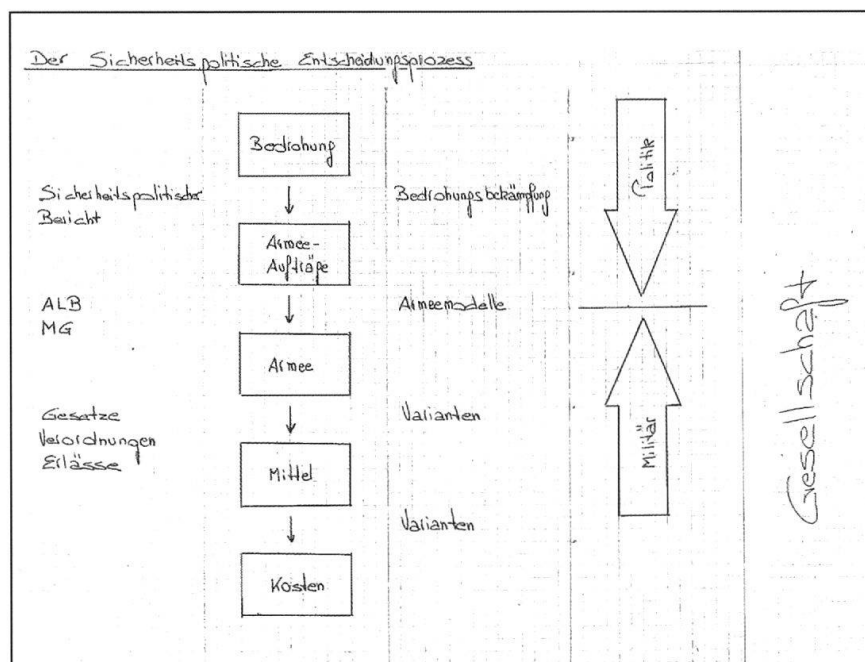 Der Sicherheitspolitische Entscheidungsprozess
Bedrohung
Sicherheitspolitischer
Bericht
Bedrohungsbekämpfung
Armee-
Aufträge
ALB
MG
Armeemodelle
Armee
Gesetze
Verordnungen
Erlässe
Varianten
Mittel
Varianten
Kosten
Politik
Militär
Gesellschaft